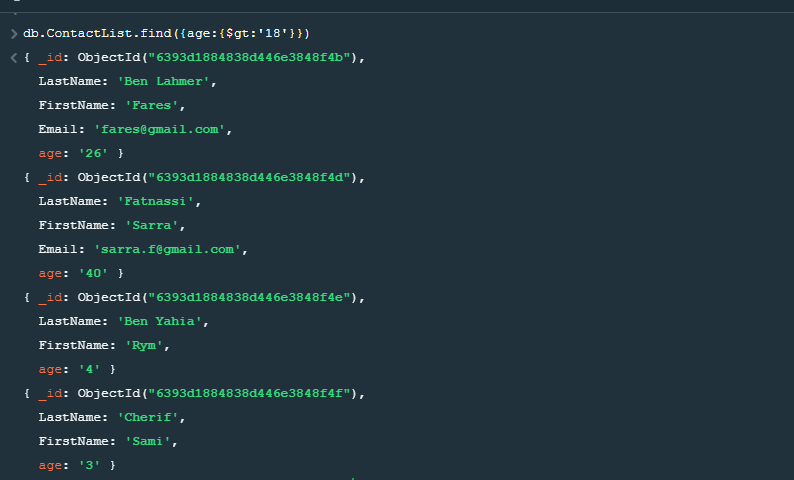 db.ContactList.find({age:{$gt:'18'}})
{ _id: ObjectId("6393d1884838d446e3848f4b"),
LastName: 'Ben Lahmer',
FirstName: 'Fares',
Email: 'fares@gmail.com',
age: '26' }
{ _id: ObjectId("6393d1884838d446e3848f4d"),
LastName: 'Fatnassi',
FirstName: 'Sarra',
Email: 'sarra.f@gmail.com',
age: '40' }
{ _id: ObjectId("6393d1884838d446e3848f4e"),
LastName: 'Ben Yahia',
FirstName: 'Rym',
age: '4' }
{ _id: ObjectId("6393d1884838d446e3848f4f"),
LastName: 'Cherif',
FirstName: 'Sami',
age: '3' }